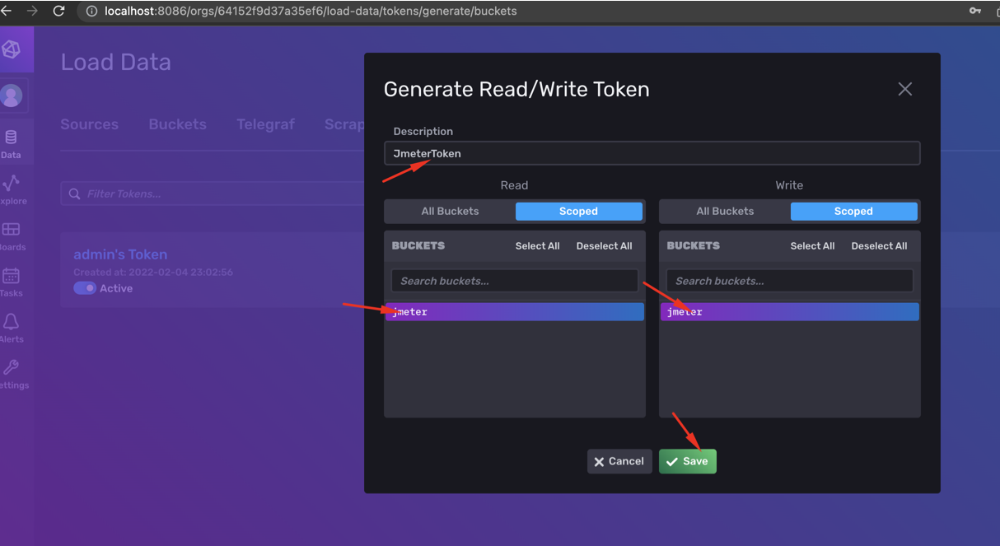 localhost:8086/orgs/64152f9d37a35ef6/load-data/tokens/generate/buckets
Load Data
Generate Read/Write Token
Description
JmeterToken
Sources Buckets Telegraf Scrap
Data
Read Write
Filter Tokens...
xplore
All Buckets Scoped All Buckets Scoped
BUCKETS Select All Deselect All BUCKETS Select All Deselect All
oards
admin's Token
Created at: 2022-02-04 23:02:56
Search buckets... Search buckets...
Active
Tasks
jmeter jmeter
Alerts
ettings
Cancel Save